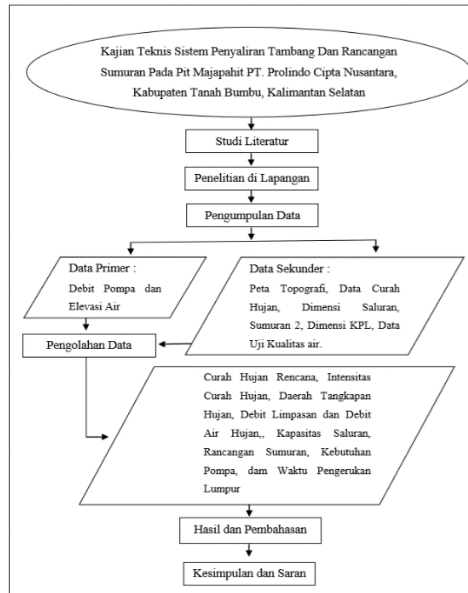 Kajian Teknis Sistem Penyaliran Tambang Dan Rancangan
Sumuran Pada Pit Majapahit PT. Prolindo Cipta Nusantara,
Kabupaten Tanah Bumbu, Kalimantan Selatan
Studi Literatur
Penelitian di Lapangan
Pengumpulan Data
Data Primer :
Debit Pompa dan
Elevasi Air
Data Sekunder :
Peta Topografi, Data Curah
Hujan, Dimensi Saluran,
Sumuran 2, Dimensi KPL, Data
Uji Kualitas air.
Pengolahan Data
Curah Hujan Rencana, Intensitas
Curah Hujan, Daerah Tangkapan
Hujan, Debit Limpasan dan Debit
Air Hujan,, Kapasitas Saluran,
Rancangan Sumuran, Kebutuhan
Pompa, dam Waktu Pengerukan
Lumpur
Hasil dan Pembahasan
Kesimpulan dan Saran